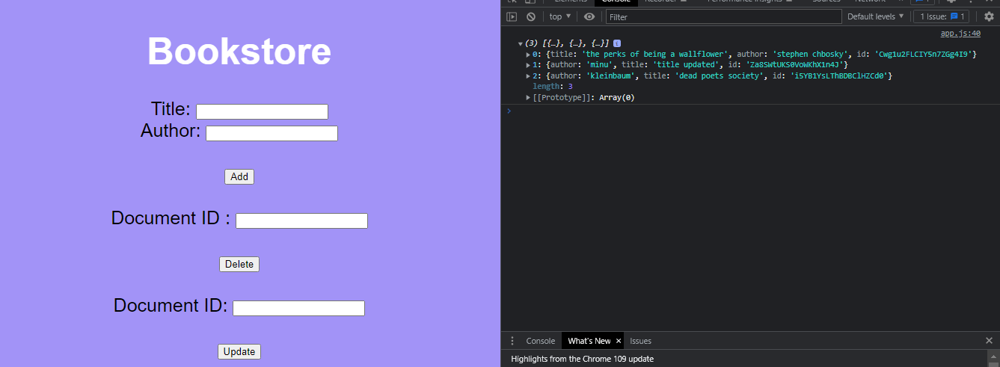 Bookstore
Title:
Author:
Add
Document ID :
Delete
Document ID:
Update
Elements Console Recorder Performance insights Sources Network » 1
top ▼ Filter Default levels ▼ 1 Issue: 1
app.js:40
▼(3) [{…}, {…}, {…}] i
▶0: {title: 'the perks of being a wallflower', author: 'stephen chbosky', id: 'Cwg1u2FLCIY5n7ZGg4I9'}
▶1: {author: 'minu', title: 'title updated', id: 'Za8SWtUKS0VoWKhX1n4J'}
▶2: {author: 'kleinbaum', title: 'dead poets society', id: 'i5YB1YsLThBDBClHZCd0'}
length: 3
▶[[Prototype]]: Array(0)
>
Console What's New × Issues
Highlights from the Chrome 109 update